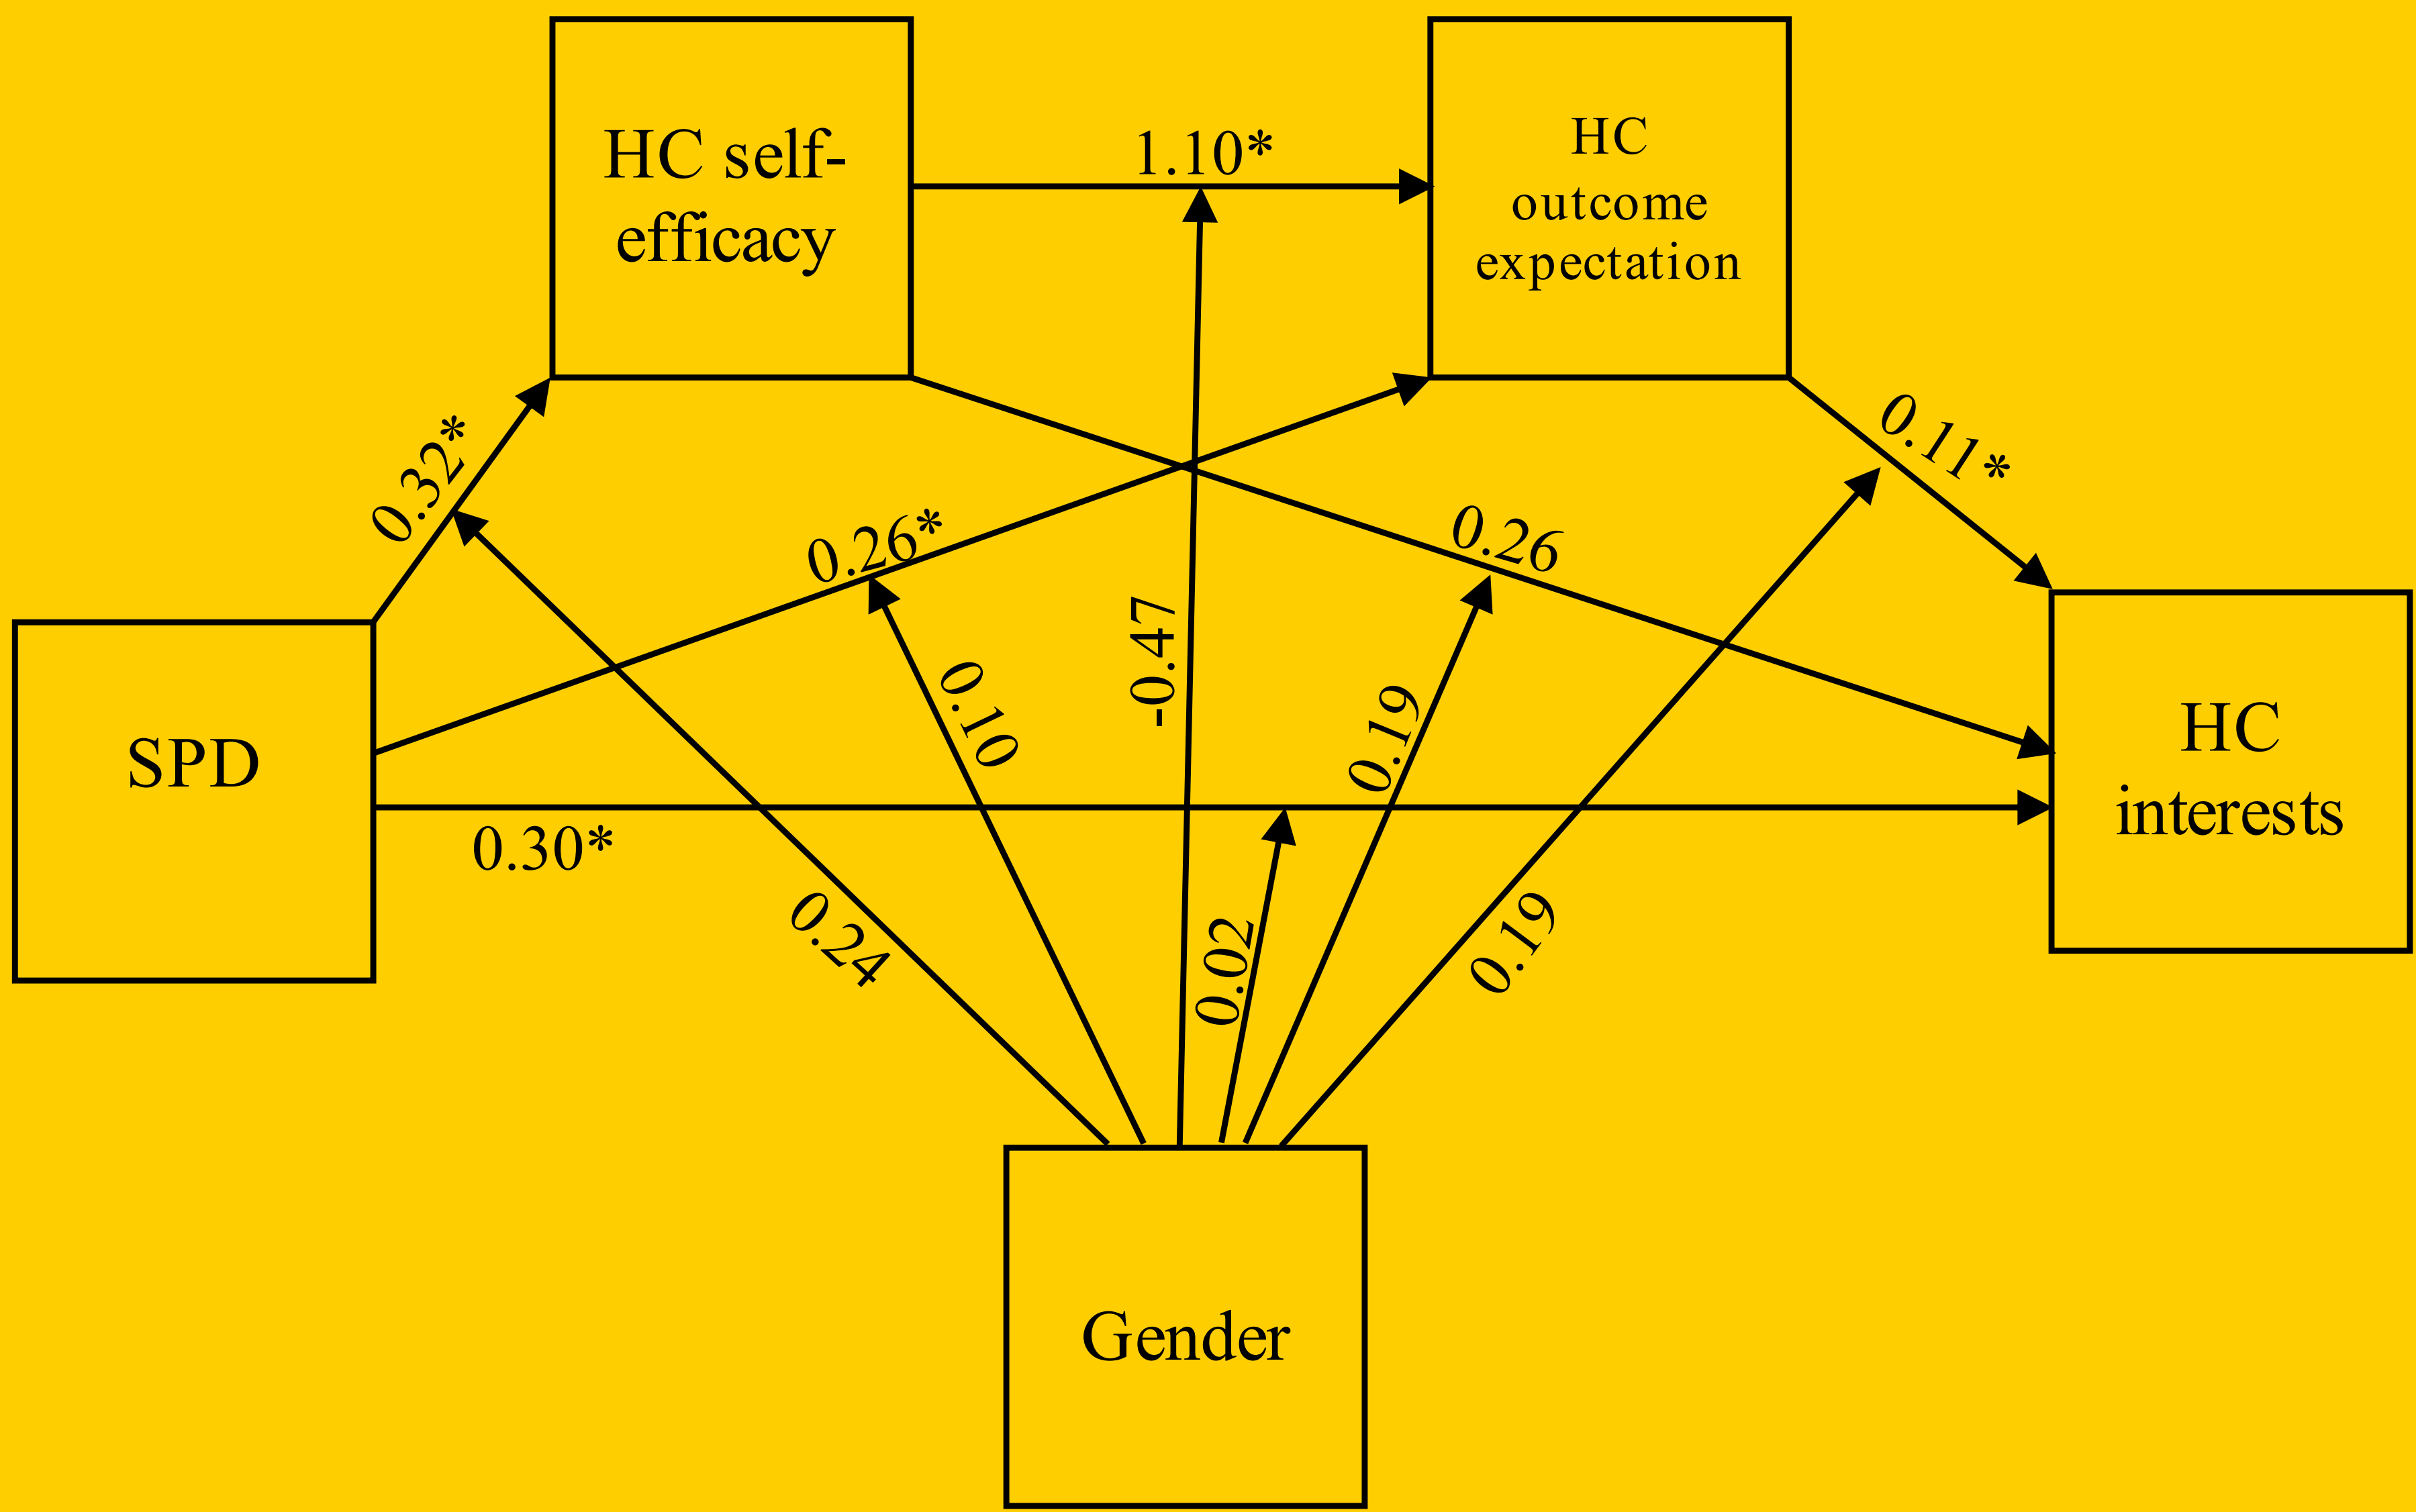 HC self-
efficacy
1.10*
HC
outcome
expectation
0.32*
0.26*
0.26
0.11*
SPD
0.10
-0.47
0.19
HC
interests
0.30*
0.24
0.02
0.19
Gender